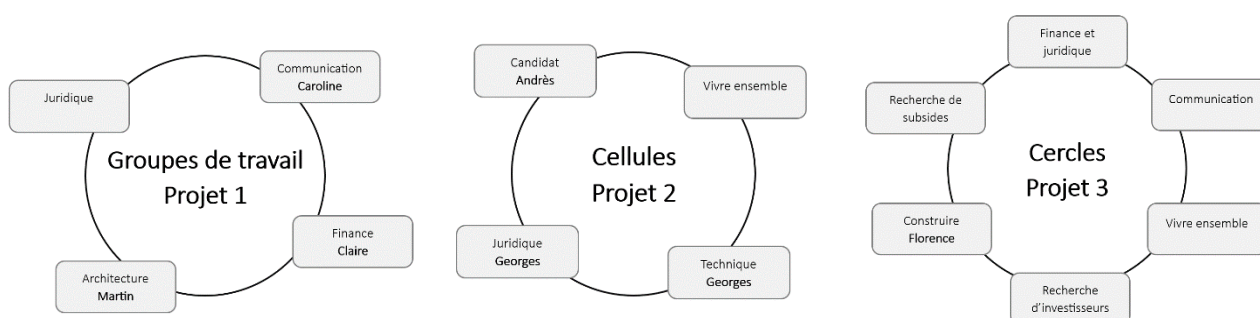 Juridique
Communication
Caroline
Groupes de travail
Projet 1
Finance
Claire
Architecture
Martin
Candidat
Andrès
Vivre ensemble
Cellules
Projet 2
Juridique
Georges
Technique
Georges
Finance et
juridique
Recherche de
subsides
Communication
Cercles
Projet 3
Construire
Florence
Vivre ensemble
Recherche
d'investisseurs